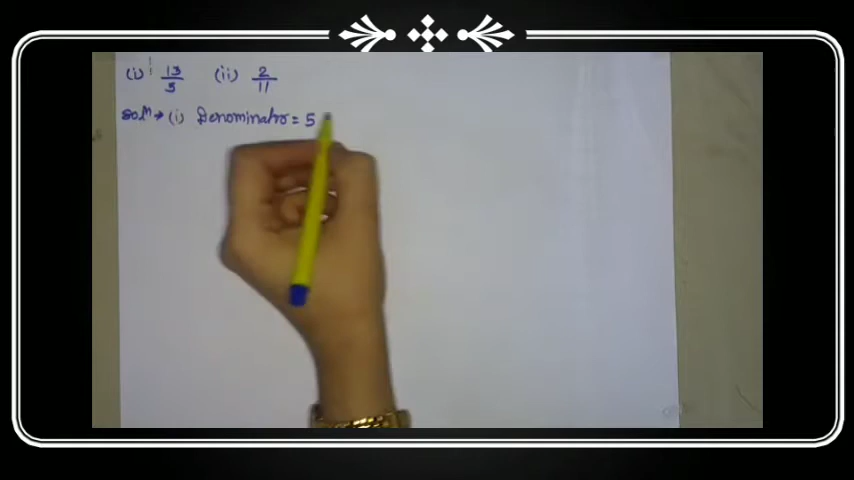 (i) 13/5 (ii) 2/11
Solⁿ → (i) Denominator = 5